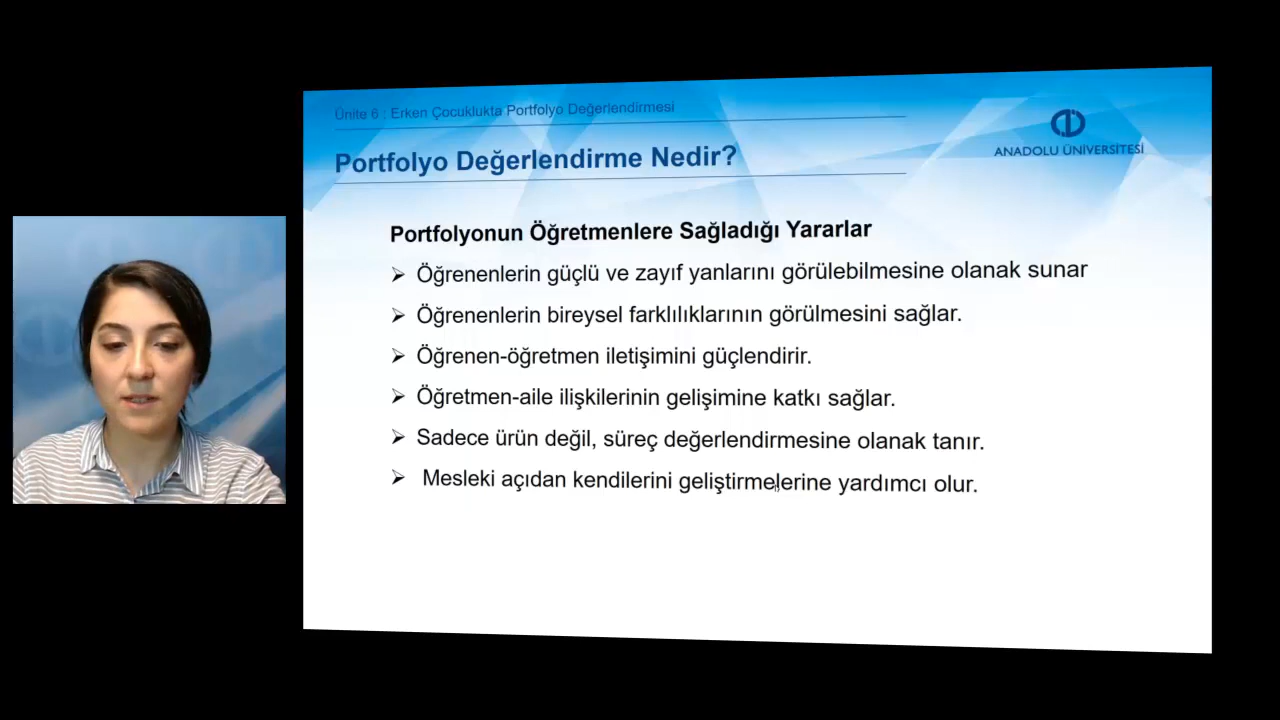 Ünite 6 : Erken Çocuklukta Portfolyo Değerlendirmesi
Portfolyo Değerlendirme Nedir?
ANADOLU ÜNİVERSİTESİ
Portfolyonun Öğretmenlere Sağladığı Yararlar
Öğrenenlerin güçlü ve zayıf yanlarını görülebilmesine olanak sunar
Öğrenenlerin bireysel farklılıklarının görülmesini sağlar.
Öğrenen-öğretmen iletişimini güçlendirir.
Öğretmen-aile ilişkilerinin gelişimine katkı sağlar.
Sadece ürün değil, süreç değerlendirmesine olanak tanır.
Mesleki açıdan kendilerini geliştirmelerine yardımcı olur.